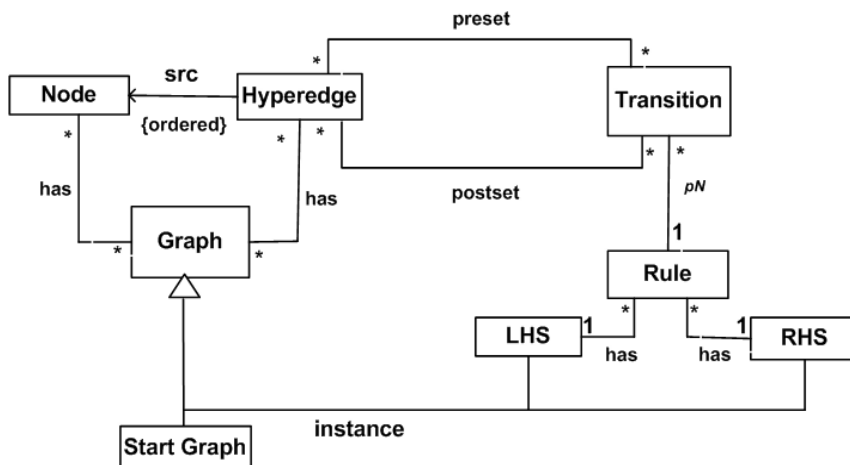 preset
*
*
src
Node
Hyperedge
Transition
{ordered}
*
*
*
*
*
has
has
postset
pN
Graph
*
*
1
Rule
*
*
LHS
1
1
RHS
has
has
instance
Start Graph